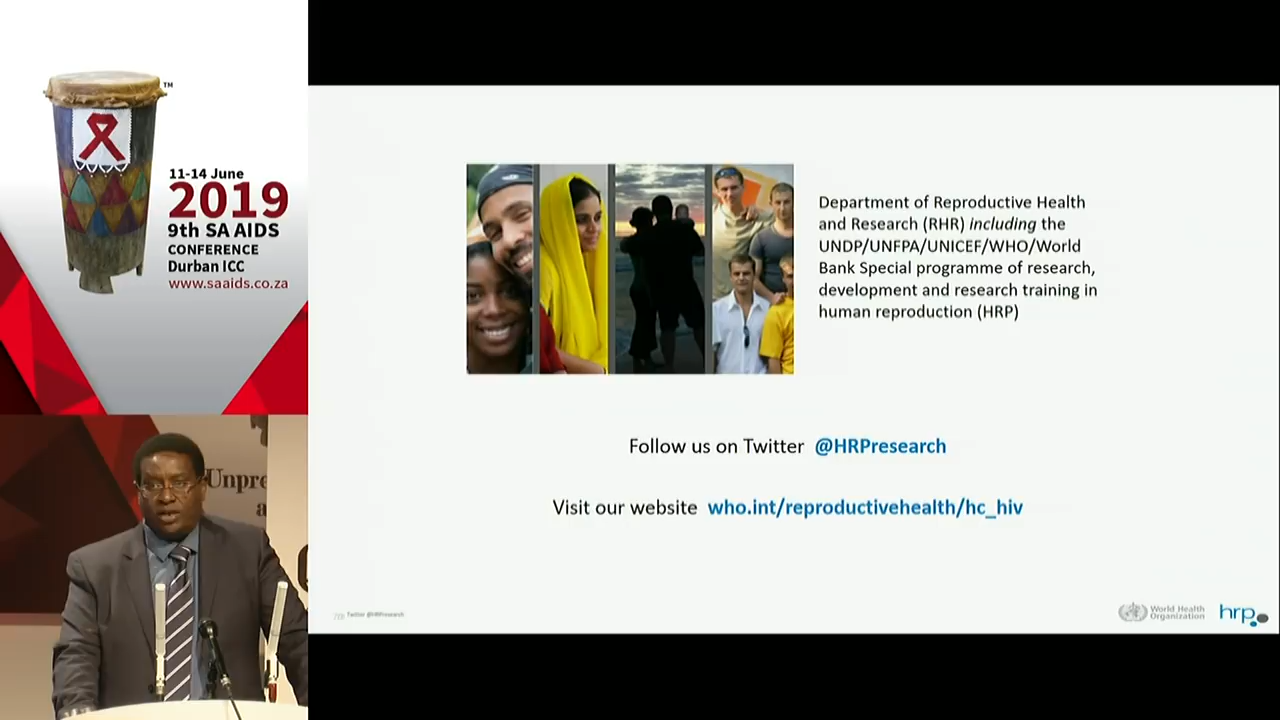 TM
11-14 June
2019
9th SA AIDS
CONFERENCE
Durban ICC
www.saaids.co.za
Unpre
Department of Reproductive Health
and Research (RHR) including the
UNDP/UNFPA/UNICEF/WHO/World
Bank Special programme of research,
development and research training in
human reproduction (HRP)
Follow us on Twitter @HRPresearch
Visit our website who.int/reproductivehealth/hc_hiv
Twitter @HRPresearch
World Health
Organization
hrp